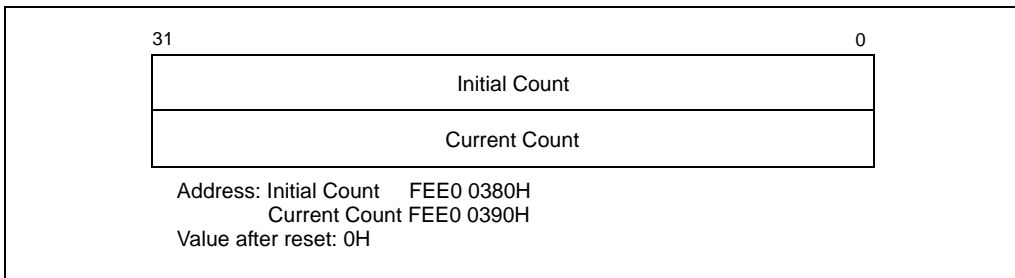 31 0
Initial Count
Current Count
Address: Initial Count FEE0 0380H
Current Count FEE0 0390H
Value after reset: 0H